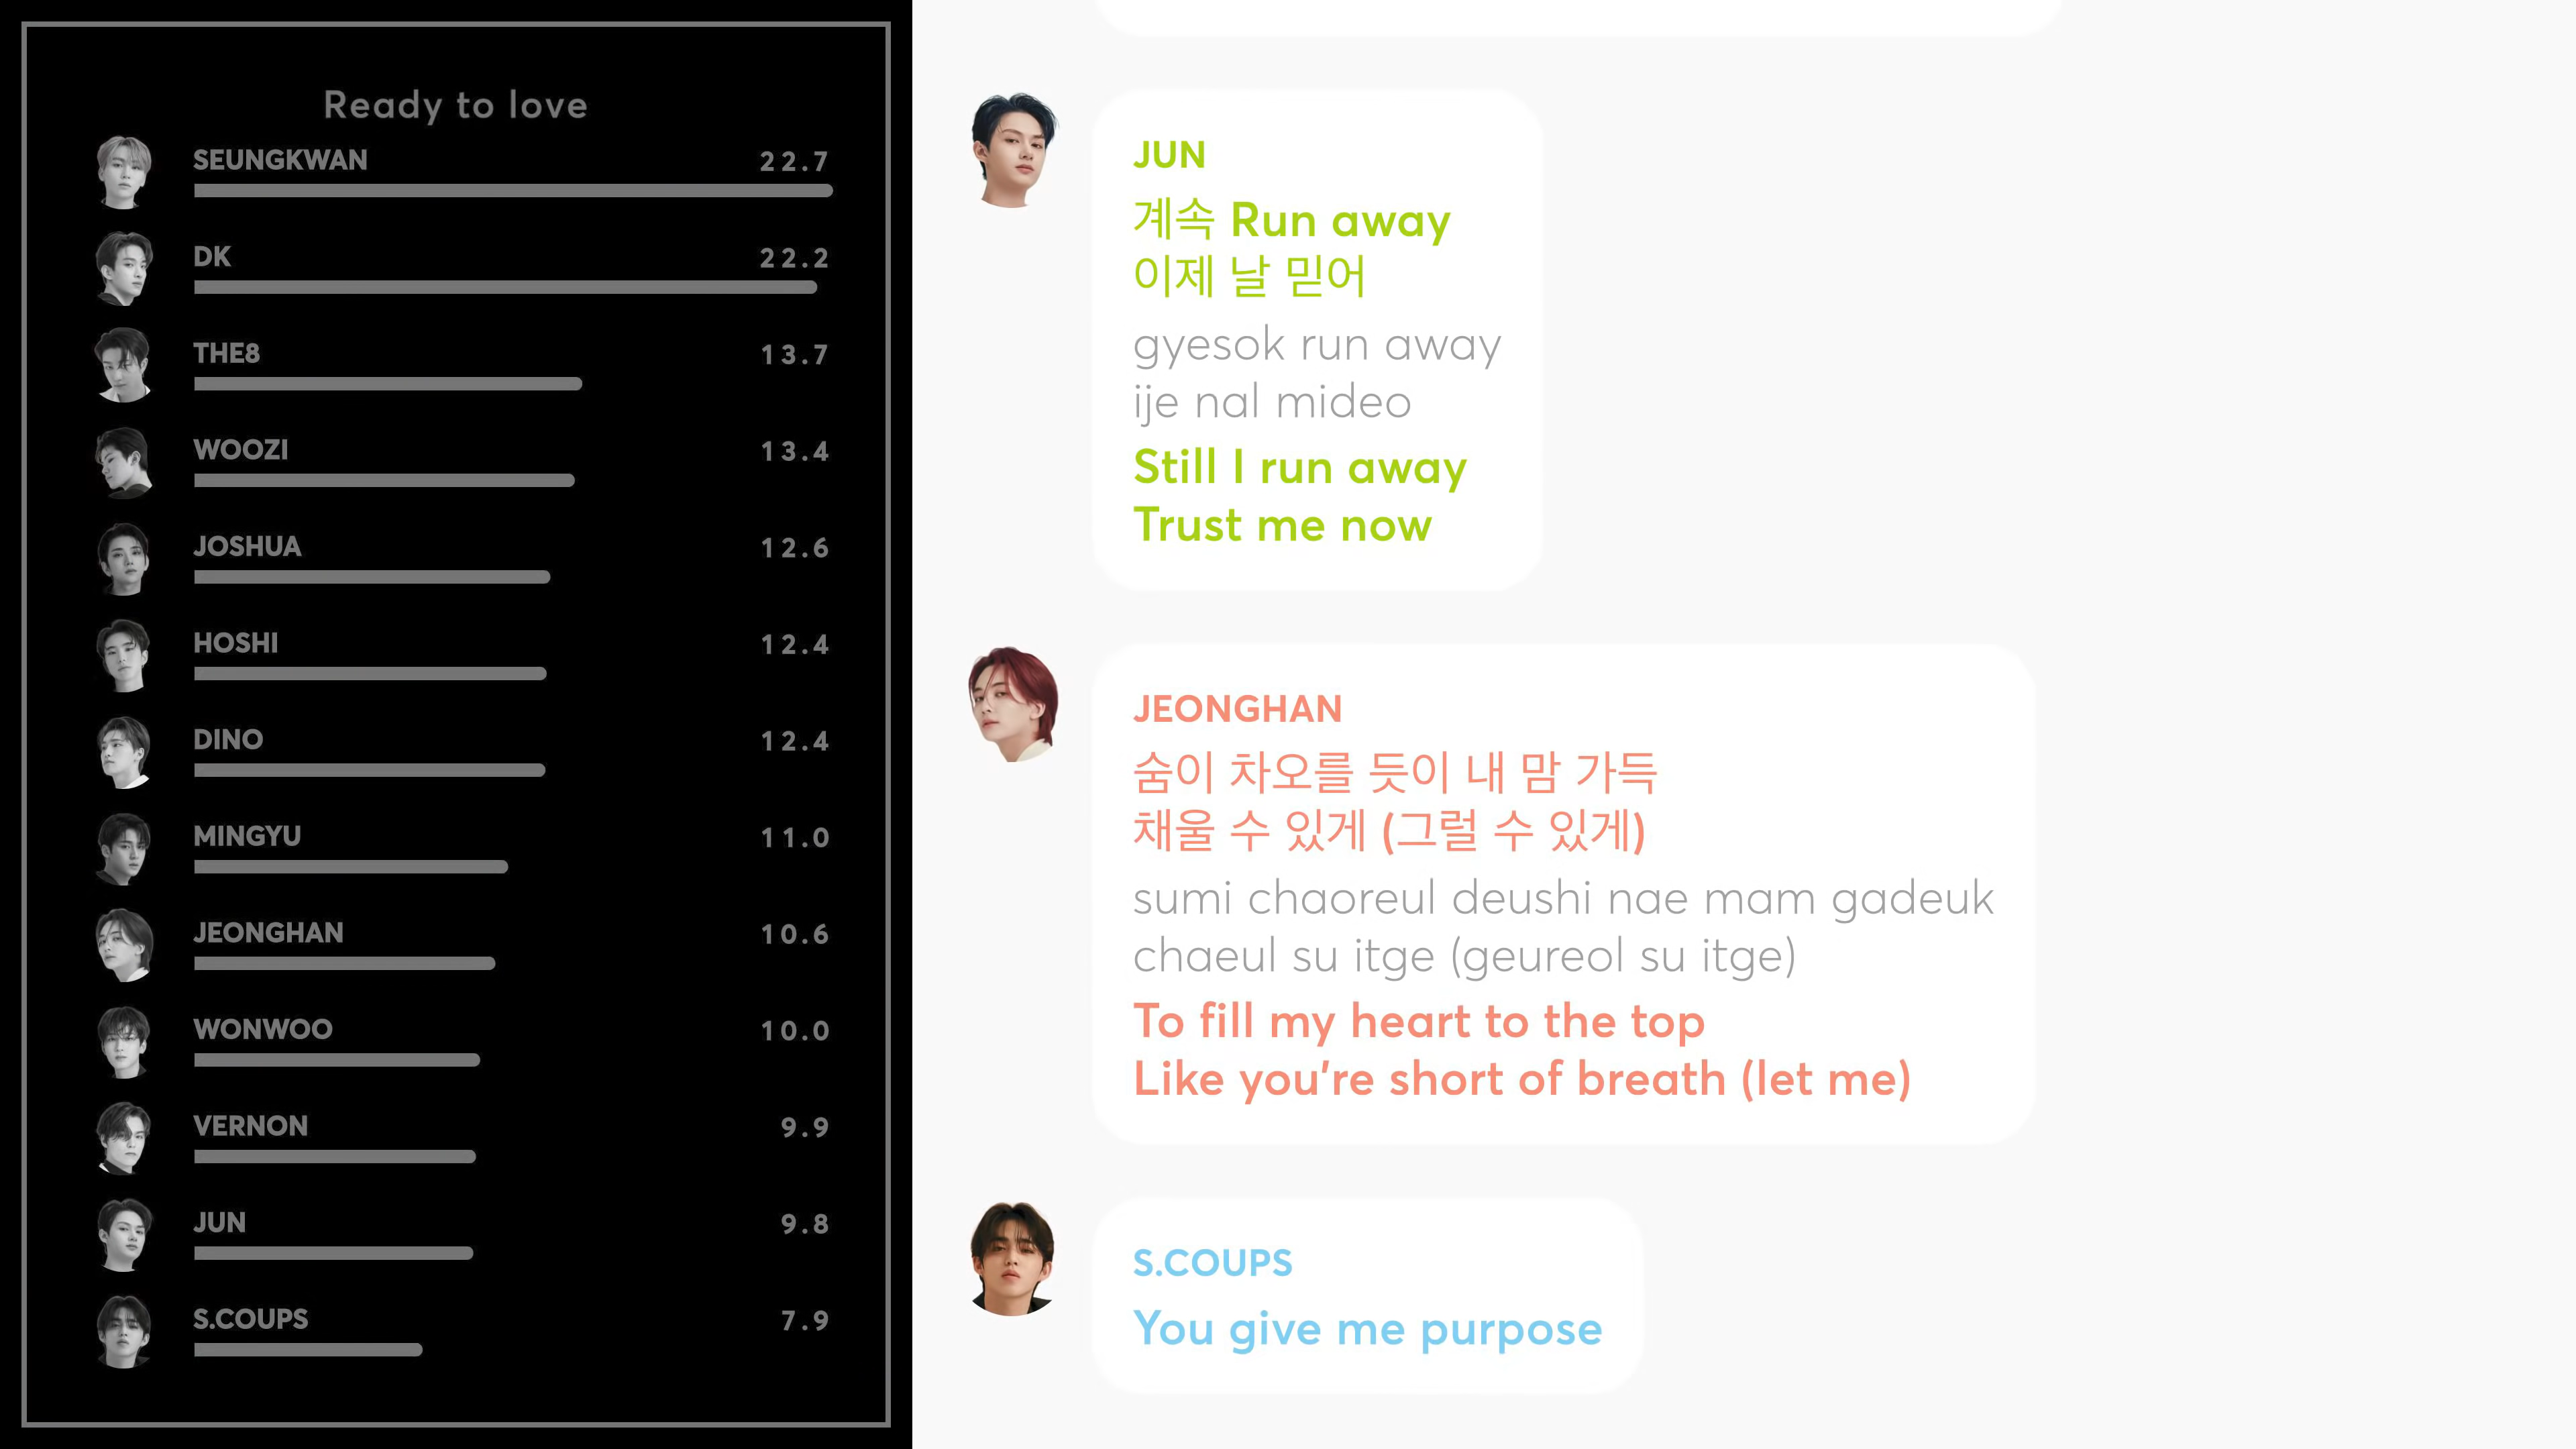 Ready to love
SEUNGKWAN 22.7
DK 22.2
THE8 13.7
WOOZI 13.4
JOSHUA 12.6
HOSHI 12.4
DINO 12.4
MINGYU 11.0
JEONGHAN 10.6
WONWOO 10.0
VERNON 9.9
JUN 9.8
S.COUPS 7.9
JUN
계속 Run away
이제 날 믿어
gyesok run away
ije nal mideo
Still I run away
Trust me now
JEONGHAN
숨이 차오를 듯이 내 맘 가득
채울 수 있게 (그럴 수 있게)
sumi chaoreul deushi nae mam gadeuk
chaeul su itge (geureol su itge)
To fill my heart to the top
Like you're short of breath (let me)
S.COUPS
You give me purpose